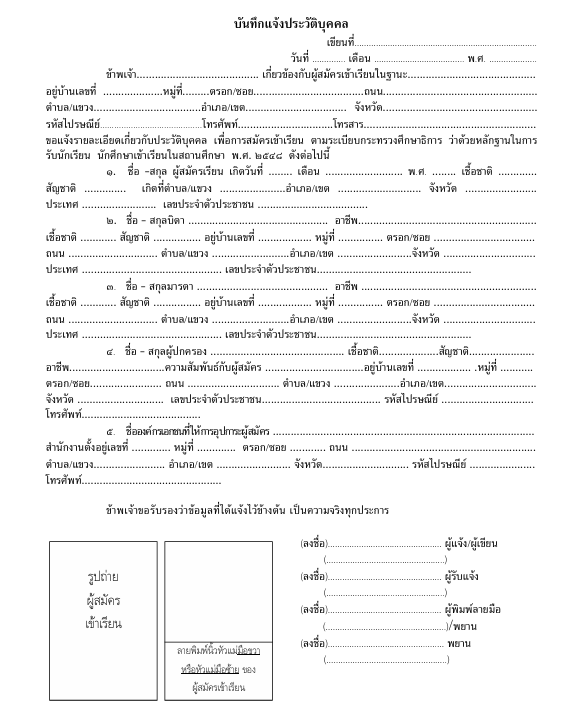 บันทึกแจ้งประวัติบุคคล
เขียนที่..............................................................
วันที่ ............. เดือน .................................. พ.ศ. ..................
ข้าพเจ้า.......................................... เกี่ยวข้องกับผู้สมัครเข้าเรียนในฐานะ............................................
อยู่บ้านเลขที่ .....................หมู่ที่.........ตรอก/ซอย.......................................ถนน.....................................................
ตำบล/แขวง.....................................อำเภอ/เขต................................... จังหวัด.....................................................
รหัสไปรษณีย์...................................โทรศัพท์.................................โทรสาร............................................................
ขอแจ้งรายละเอียดเกี่ยวกับประวัติบุคคล เพื่อการสมัครเข้าเรียน ตามระเบียบกระทรวงศึกษาธิการ ว่าด้วยหลักฐานในการ
รับนักเรียน นักศึกษาเข้าเรียนในสถานศึกษา พ.ศ. ๒๕๔๘ ดังต่อไปนี้
๑. ชื่อ –สกุล ผู้สมัครเรียน เกิดวันที่ ........ เดือน ........................... พ.ศ. ........ เชื้อชาติ .............
สัญชาติ .............. เกิดที่ตำบล/แขวง .......................อำเภอ/เขต ............................. จังหวัด .........................
ประเทศ .......................... เลขประจำตัวประชาชน ......................................
๒. ชื่อ – สกุลบิดา ................................................ อาชีพ.............................................................
เชื้อชาติ ............ สัญชาติ ................ อยู่บ้านเลขที่ .................. หมู่ที่ ............... ตรอก/ซอย ..................................
ถนน ............................... ตำบล/แขวง ...........................อำเภอ/เขต ...........................จังหวัด ...............................
ประเทศ ................................................ เลขประจำตัวประชาชน.....................................................
๓. ชื่อ – สกุลมารดา ............................................. อาชีพ ............................................................
เชื้อชาติ ............ สัญชาติ ................ อยู่บ้านเลขที่ .................. หมู่ที่ ............... ตรอก/ซอย ..................................
ถนน ............................... ตำบล/แขวง ...........................อำเภอ/เขต ...........................จังหวัด ...............................
ประเทศ ................................................ เลขประจำตัวประชาชน.....................................................
๔. ชื่อ – สกุลผู้ปกครอง ............................................... เชื้อชาติ.....................สัญชาติ......................
อาชีพ.................................ความสัมพันธ์กับผู้สมัคร ..................................อยู่บ้านเลขที่ ................... .หมู่ที่ ...........
ตรอก/ซอย......................... ถนน ............................... ตำบล/แขวง .......................อำเภอ/เขต................................
จังหวัด ............................... เลขประจำตัวประชาชน......................................... รหัสไปรษณีย์ .................................
โทรศัพท์.........................................
๕. ชื่อองค์กรเอกชนที่ให้การอุปการะผู้สมัคร ..........................................................................................
สำนักงานตั้งอยู่เลขที่ ............. หมู่ที่ ............. ตรอก/ซอย ............ ถนน ...............................................................
ตำบล/แขวง......................... อำเภอ/เขต .......................... จังหวัด.............................. รหัสไปรษณีย์ .......................
โทรศัพท์................................................
ข้าพเจ้าขอรับรองว่าข้อมูลที่ได้แจ้งไว้ข้างต้น เป็นความจริงทุกประการ
รูปถ่าย
ผู้สมัคร
เข้าเรียน
ลายพิมพ์นิ้วหัวแม่มือขวา
หรือหัวแม่มือซ้าย ของ
ผู้สมัครเข้าเรียน
(ลงชื่อ)............................................. ผู้แจ้ง/ผู้เขียน
(................................................)
(ลงชื่อ)............................................. ผู้รับแจ้ง
(................................................)
(ลงชื่อ)............................................. ผู้พิมพ์ลายมือ
(................................................)/พยาน
(ลงชื่อ)............................................. พยาน
(................................................)